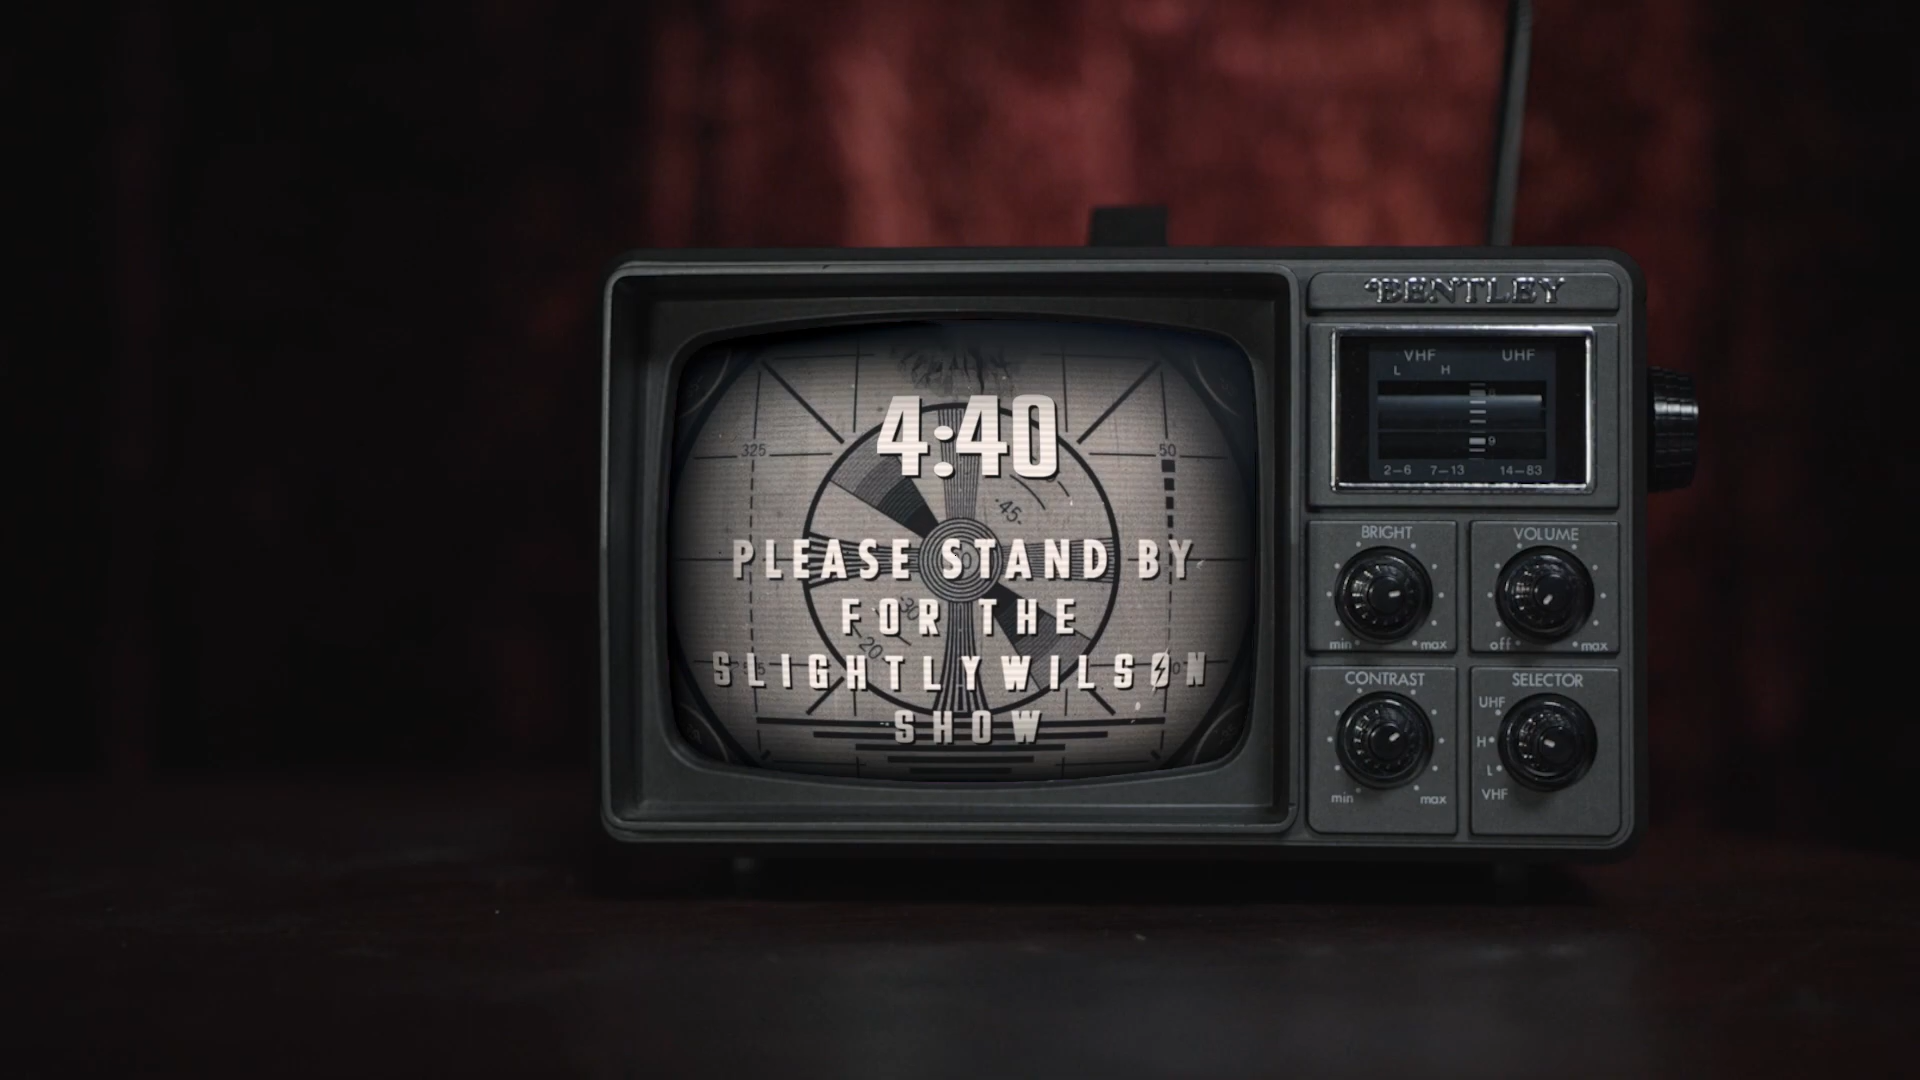 4:40
PLEASE STAND BY
FOR THE
SLIGHTLYWILSØN
SHOW
325
50
45
20
BENTLEY
VHF UHF
L H
9
2–6 7–13 14–83
BRIGHT
min max
VOLUME
off max
CONTRAST
min max
SELECTOR
UHF
H
L
VHF